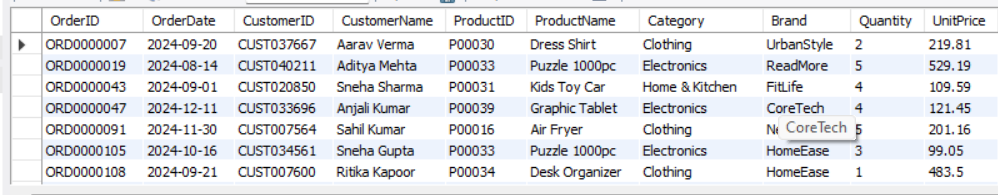 OrderID OrderDate CustomerID CustomerName ProductID ProductName Category Brand Quantity UnitPrice
ORD0000007 2024-09-20 CUST037667 Aarav Verma P00030 Dress Shirt Clothing UrbanStyle 2 219.81
ORD0000019 2024-08-14 CUST040211 Aditya Mehta P00033 Puzzle 1000pc Electronics ReadMore 5 529.19
ORD0000043 2024-09-01 CUST020850 Sneha Sharma P00031 Kids Toy Car Home & Kitchen FitLife 4 109.59
ORD0000047 2024-12-11 CUST033696 Anjali Kumar P00039 Graphic Tablet Electronics CoreTech 4 121.45
ORD0000091 2024-11-30 CUST007564 Sahil Kumar P00016 Air Fryer Clothing CoreTech 5 201.16
ORD0000105 2024-10-16 CUST034561 Sneha Gupta P00033 Puzzle 1000pc Electronics HomeEase 3 99.05
ORD0000108 2024-09-21 CUST007600 Ritika Kapoor P00034 Desk Organizer Clothing HomeEase 1 483.5